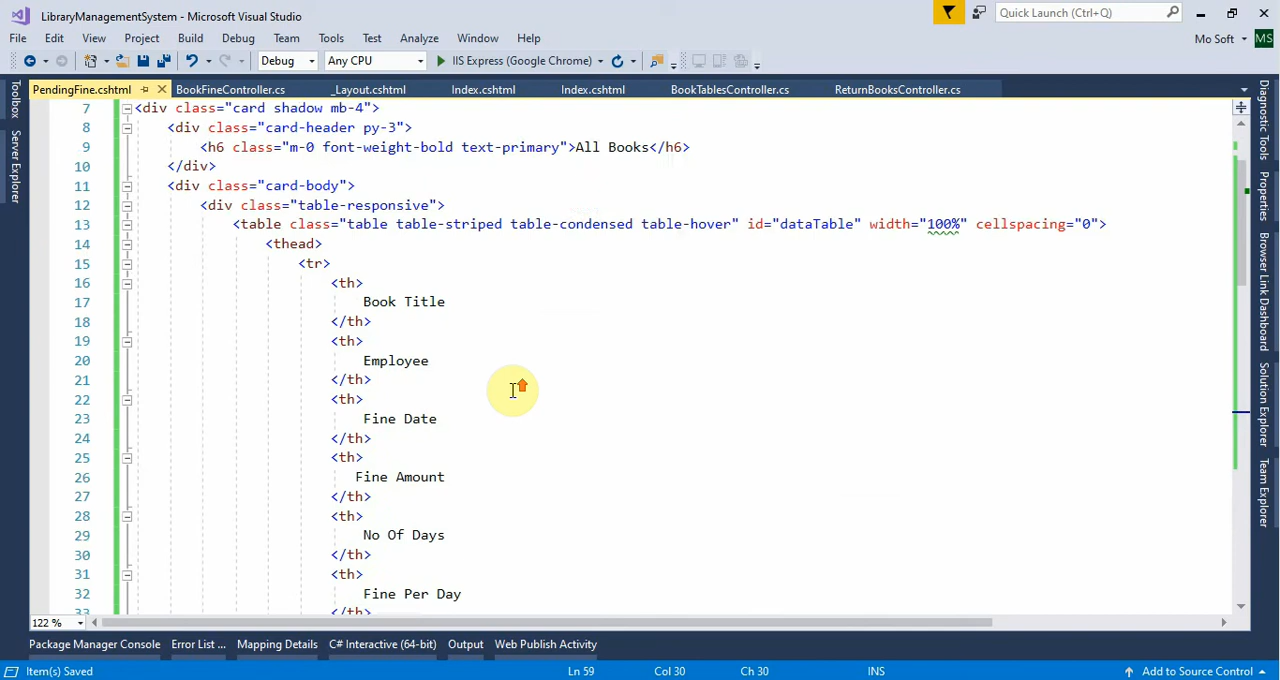 LibraryManagementSystem - Microsoft Visual Studio
Quick Launch (Ctrl+Q)
File Edit View Project Build Debug Team Tools Test Analyze Window Help
Mo Soft MS
Debug Any CPU IIS Express (Google Chrome)
PendingFine.cshtml BookFineController.cs _Layout.cshtml Index.cshtml Index.cshtml BookTablesController.cs ReturnBooksController.cs
Toolbox
Server Explorer
7 <div class="card shadow mb-4">
8 <div class="card-header py-3">
9 <h6 class="m-0 font-weight-bold text-primary">All Books</h6>
10 </div>
11 <div class="card-body">
12 <div class="table-responsive">
13 <table class="table table-striped table-condensed table-hover" id="dataTable" width="100%" cellspacing="0">
14 <thead>
15 <tr>
16 <th>
17 Book Title
18 </th>
19 <th>
20 Employee
21 </th>
22 <th>
23 Fine Date
24 </th>
25 <th>
26 Fine Amount
27 </th>
28 <th>
29 No Of Days
30 </th>
31 <th>
32 Fine Per Day
33 </th>
Diagnostic Tools
Properties
Browser Link Dashboard
Solution Explorer
Team Explorer
122 %
Package Manager Console Error List ... Mapping Details C# Interactive (64-bit) Output Web Publish Activity
Item(s) Saved Ln 59 Col 30 Ch 30 INS Add to Source Control